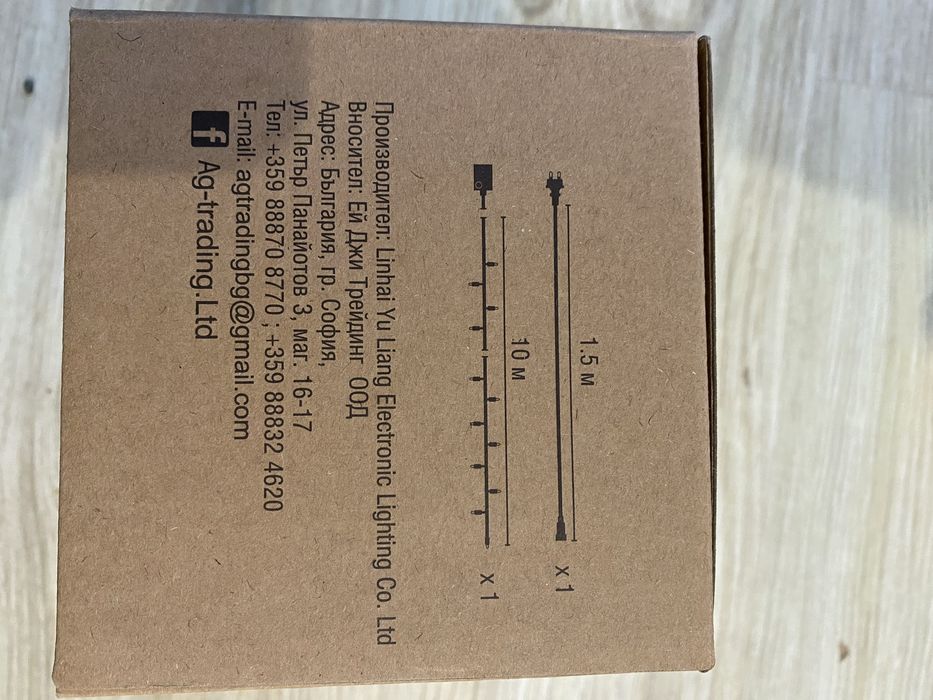 1.5 м
x 1
10 м
x 1
Производител: Linhai Yu Liang Electronic Lighting Co. Ltd
Вносител: Ей Джи Трейдинг ООД
Адрес: България, гр. София,
ул. Петър Панайотов 3, маг. 16-17
Тел: +359 88870 8770 ; +359 88832 4620
E-mail: agtradingbg@gmail.com
f Ag-trading.Ltd